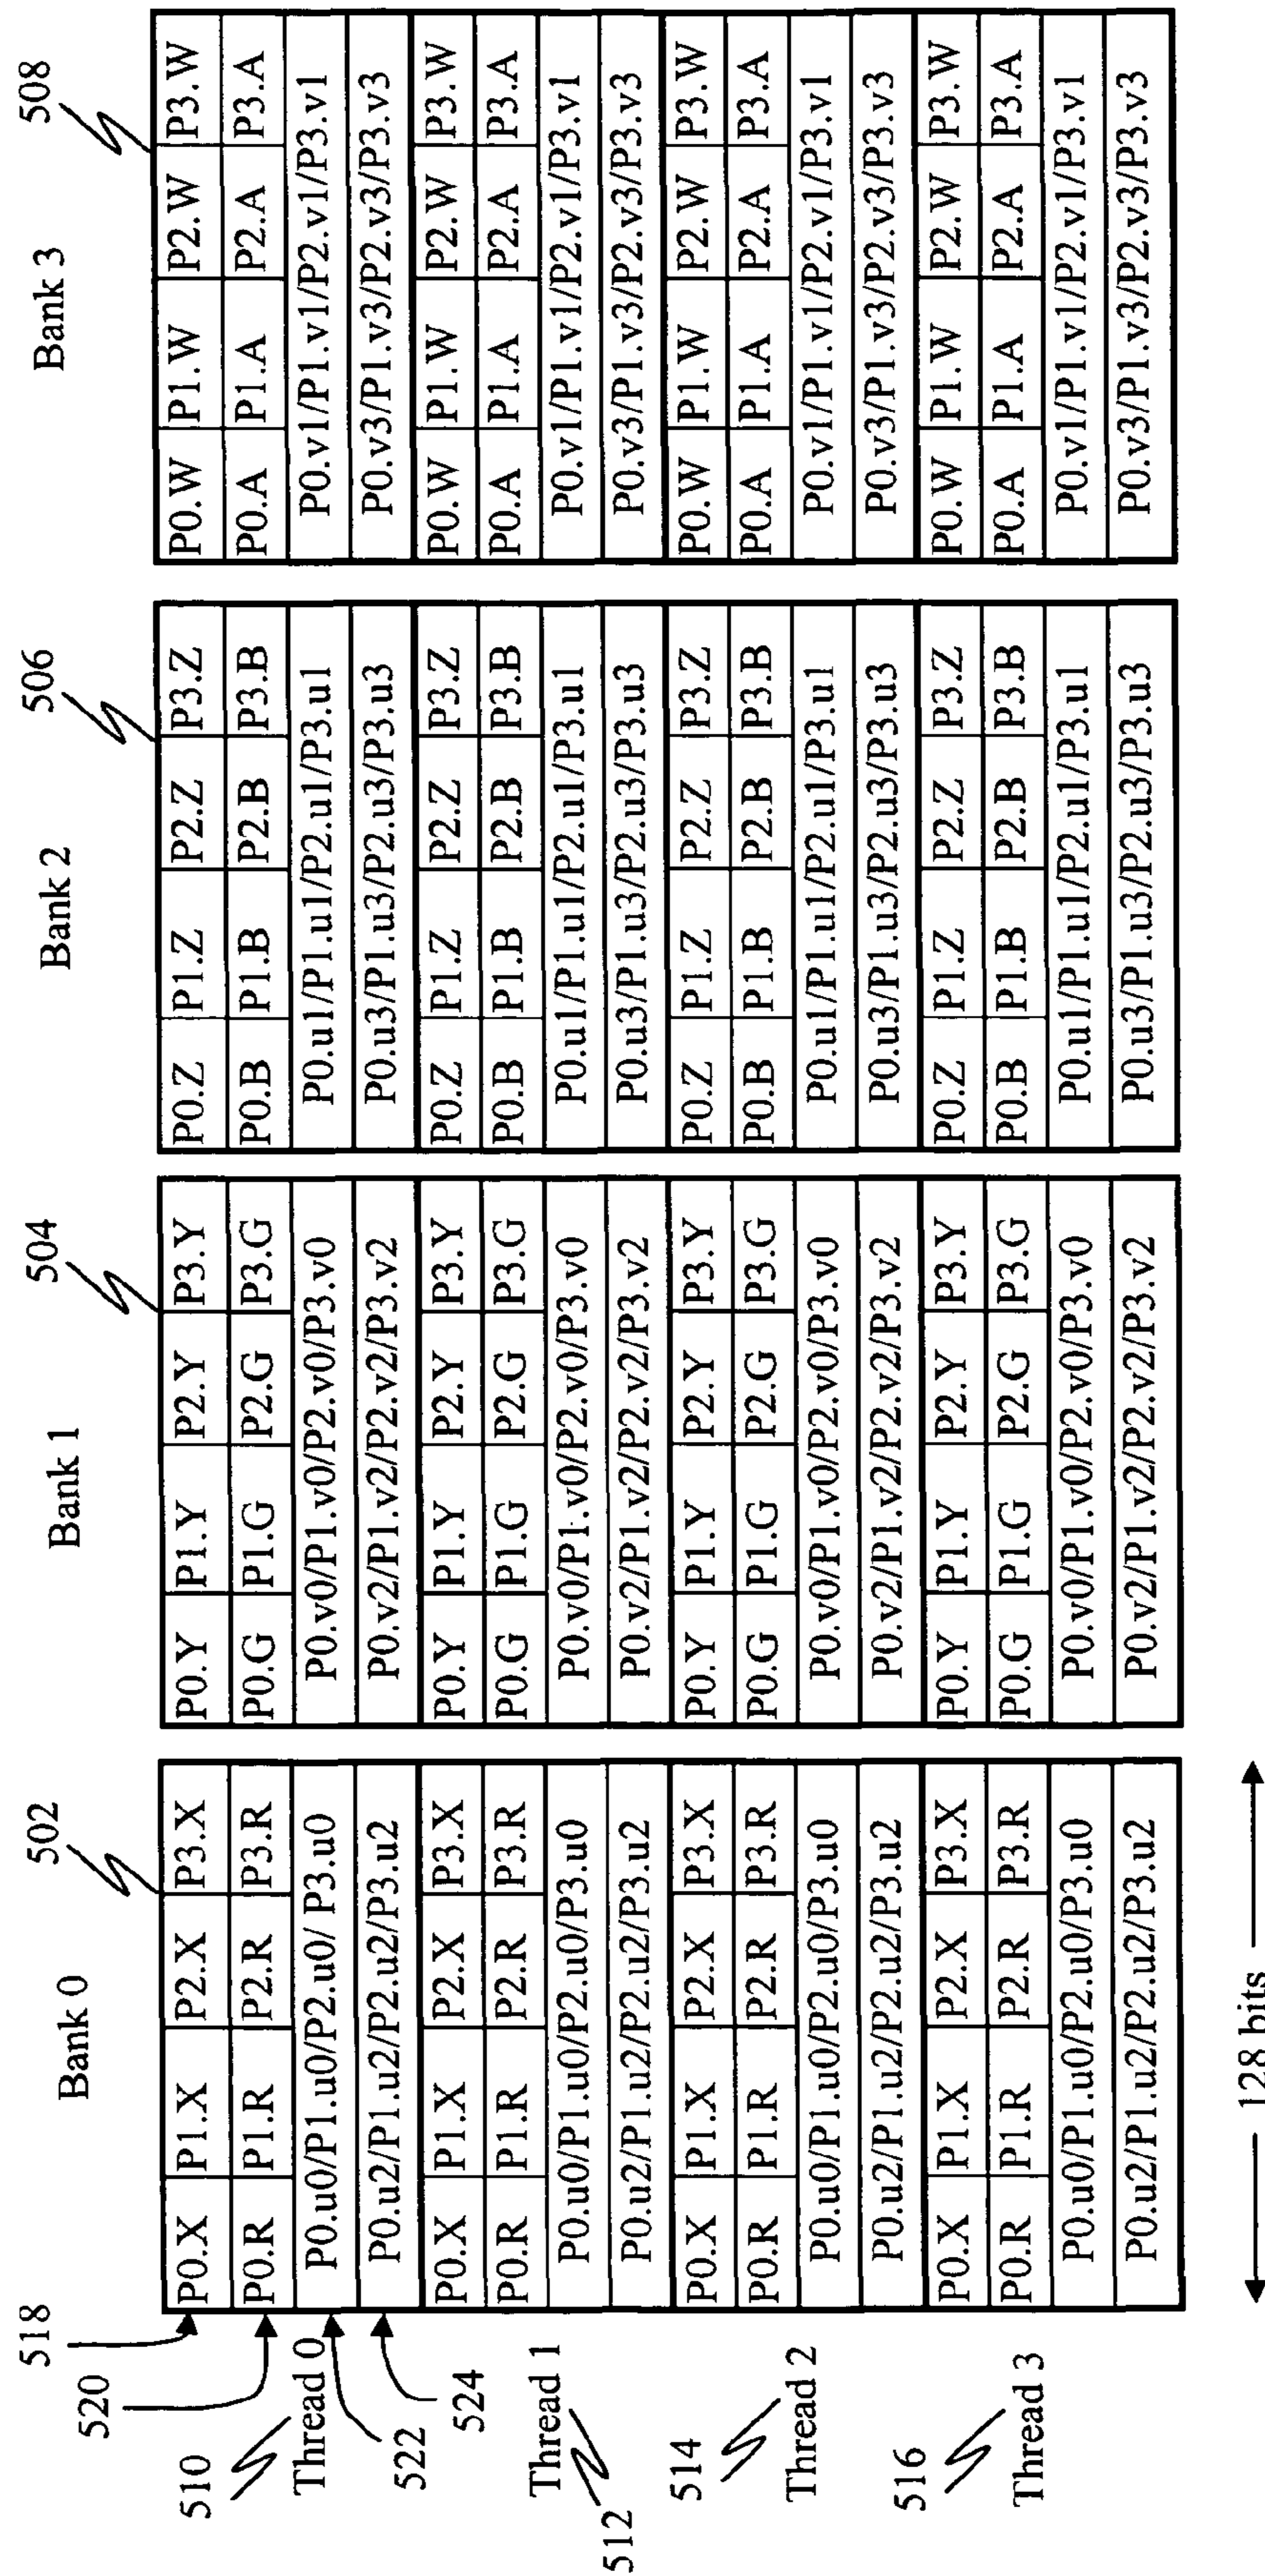 Bank 0 Bank 1 Bank 2 Bank 3
502 504 506 508
518 P0.X P1.X P2.X P3.X P0.Y P1.Y P2.Y P3.Y P0.Z P1.Z P2.Z P3.Z P0.W P1.W P2.W P3.W
520 P0.R P1.R P2.R P3.R P0.G P1.G P2.G P3.G P0.B P1.B P2.B P3.B P0.A P1.A P2.A P3.A
510
Thread 0 P0.u0/P1.u0/P2.u0/ P3.u0 P0.v0/P1.v0/P2.v0/P3.v0 P0.u1/P1.u1/P2.u1/P3.u1 P0.v1/P1.v1/P2.v1/P3.v1
522 P0.u2/P1.u2/P2.u2/P3.u2 P0.v2/P1.v2/P2.v2/P3.v2 P0.u3/P1.u3/P2.u3/P3.u3 P0.v3/P1.v3/P2.v3/P3.v3
524 P0.X P1.X P2.X P3.X P0.Y P1.Y P2.Y P3.Y P0.Z P1.Z P2.Z P3.Z P0.W P1.W P2.W P3.W
P0.R P1.R P2.R P3.R P0.G P1.G P2.G P3.G P0.B P1.B P2.B P3.B P0.A P1.A P2.A P3.A
Thread 1 P0.u0/P1.u0/P2.u0/P3.u0 P0.v0/P1.v0/P2.v0/P3.v0 P0.u1/P1.u1/P2.u1/P3.u1 P0.v1/P1.v1/P2.v1/P3.v1
512 P0.u2/P1.u2/P2.u2/P3.u2 P0.v2/P1.v2/P2.v2/P3.v2 P0.u3/P1.u3/P2.u3/P3.u3 P0.v3/P1.v3/P2.v3/P3.v3
514 P0.X P1.X P2.X P3.X P0.Y P1.Y P2.Y P3.Y P0.Z P1.Z P2.Z P3.Z P0.W P1.W P2.W P3.W
P0.R P1.R P2.R P3.R P0.G P1.G P2.G P3.G P0.B P1.B P2.B P3.B P0.A P1.A P2.A P3.A
Thread 2 P0.u0/P1.u0/P2.u0/P3.u0 P0.v0/P1.v0/P2.v0/P3.v0 P0.u1/P1.u1/P2.u1/P3.u1 P0.v1/P1.v1/P2.v1/P3.v1
P0.u2/P1.u2/P2.u2/P3.u2 P0.v2/P1.v2/P2.v2/P3.v2 P0.u3/P1.u3/P2.u3/P3.u3 P0.v3/P1.v3/P2.v3/P3.v3
516 P0.X P1.X P2.X P3.X P0.Y P1.Y P2.Y P3.Y P0.Z P1.Z P2.Z P3.Z P0.W P1.W P2.W P3.W
P0.R P1.R P2.R P3.R P0.G P1.G P2.G P3.G P0.B P1.B P2.B P3.B P0.A P1.A P2.A P3.A
Thread 3 P0.u0/P1.u0/P2.u0/P3.u0 P0.v0/P1.v0/P2.v0/P3.v0 P0.u1/P1.u1/P2.u1/P3.u1 P0.v1/P1.v1/P2.v1/P3.v1
P0.u2/P1.u2/P2.u2/P3.u2 P0.v2/P1.v2/P2.v2/P3.v2 P0.u3/P1.u3/P2.u3/P3.u3 P0.v3/P1.v3/P2.v3/P3.v3
128 bits